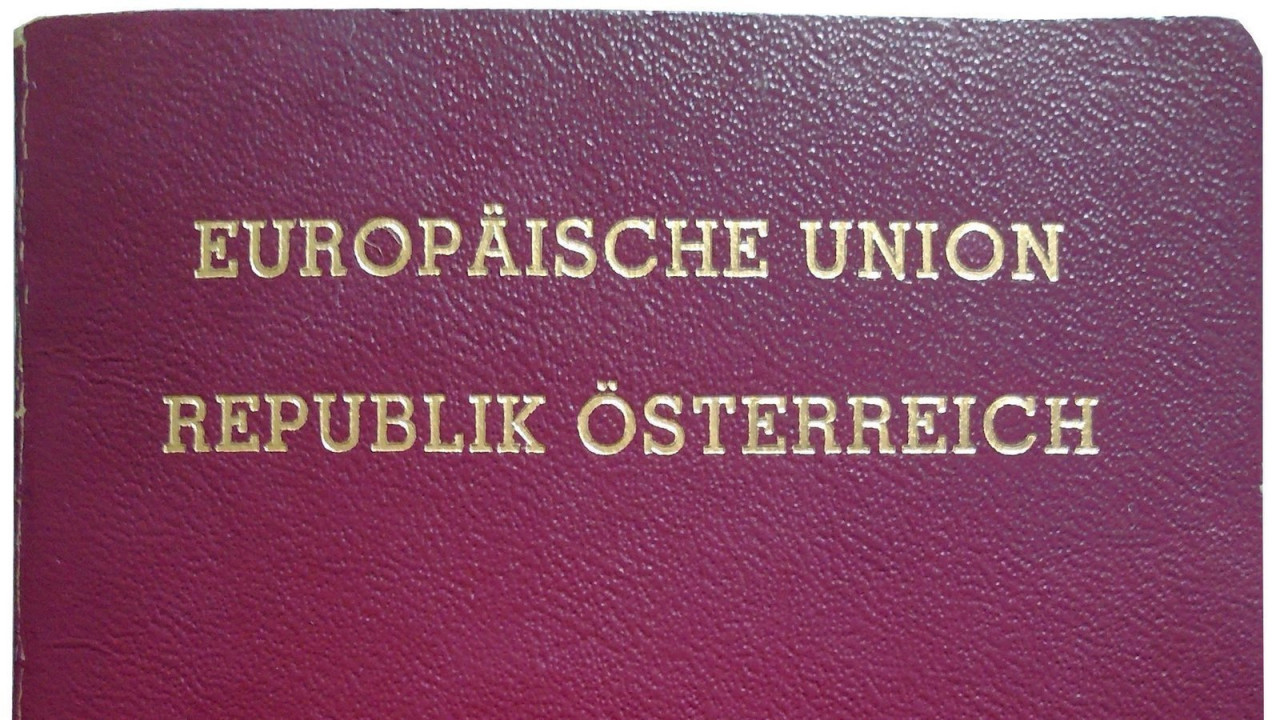 EUROPÄISCHE UNION
REPUBLIK ÖSTERREICH